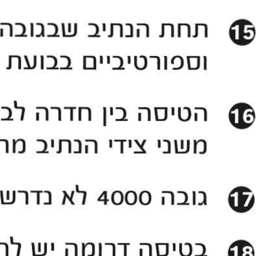 15 תחת הנתיב שבגובה
וספורטיביים בבועת
16 הטיסה בין חדרה לב
משני צידי הנתיב מר
17 גובה 4000 לא נדרש
18 בטיסה דרומה יש לה